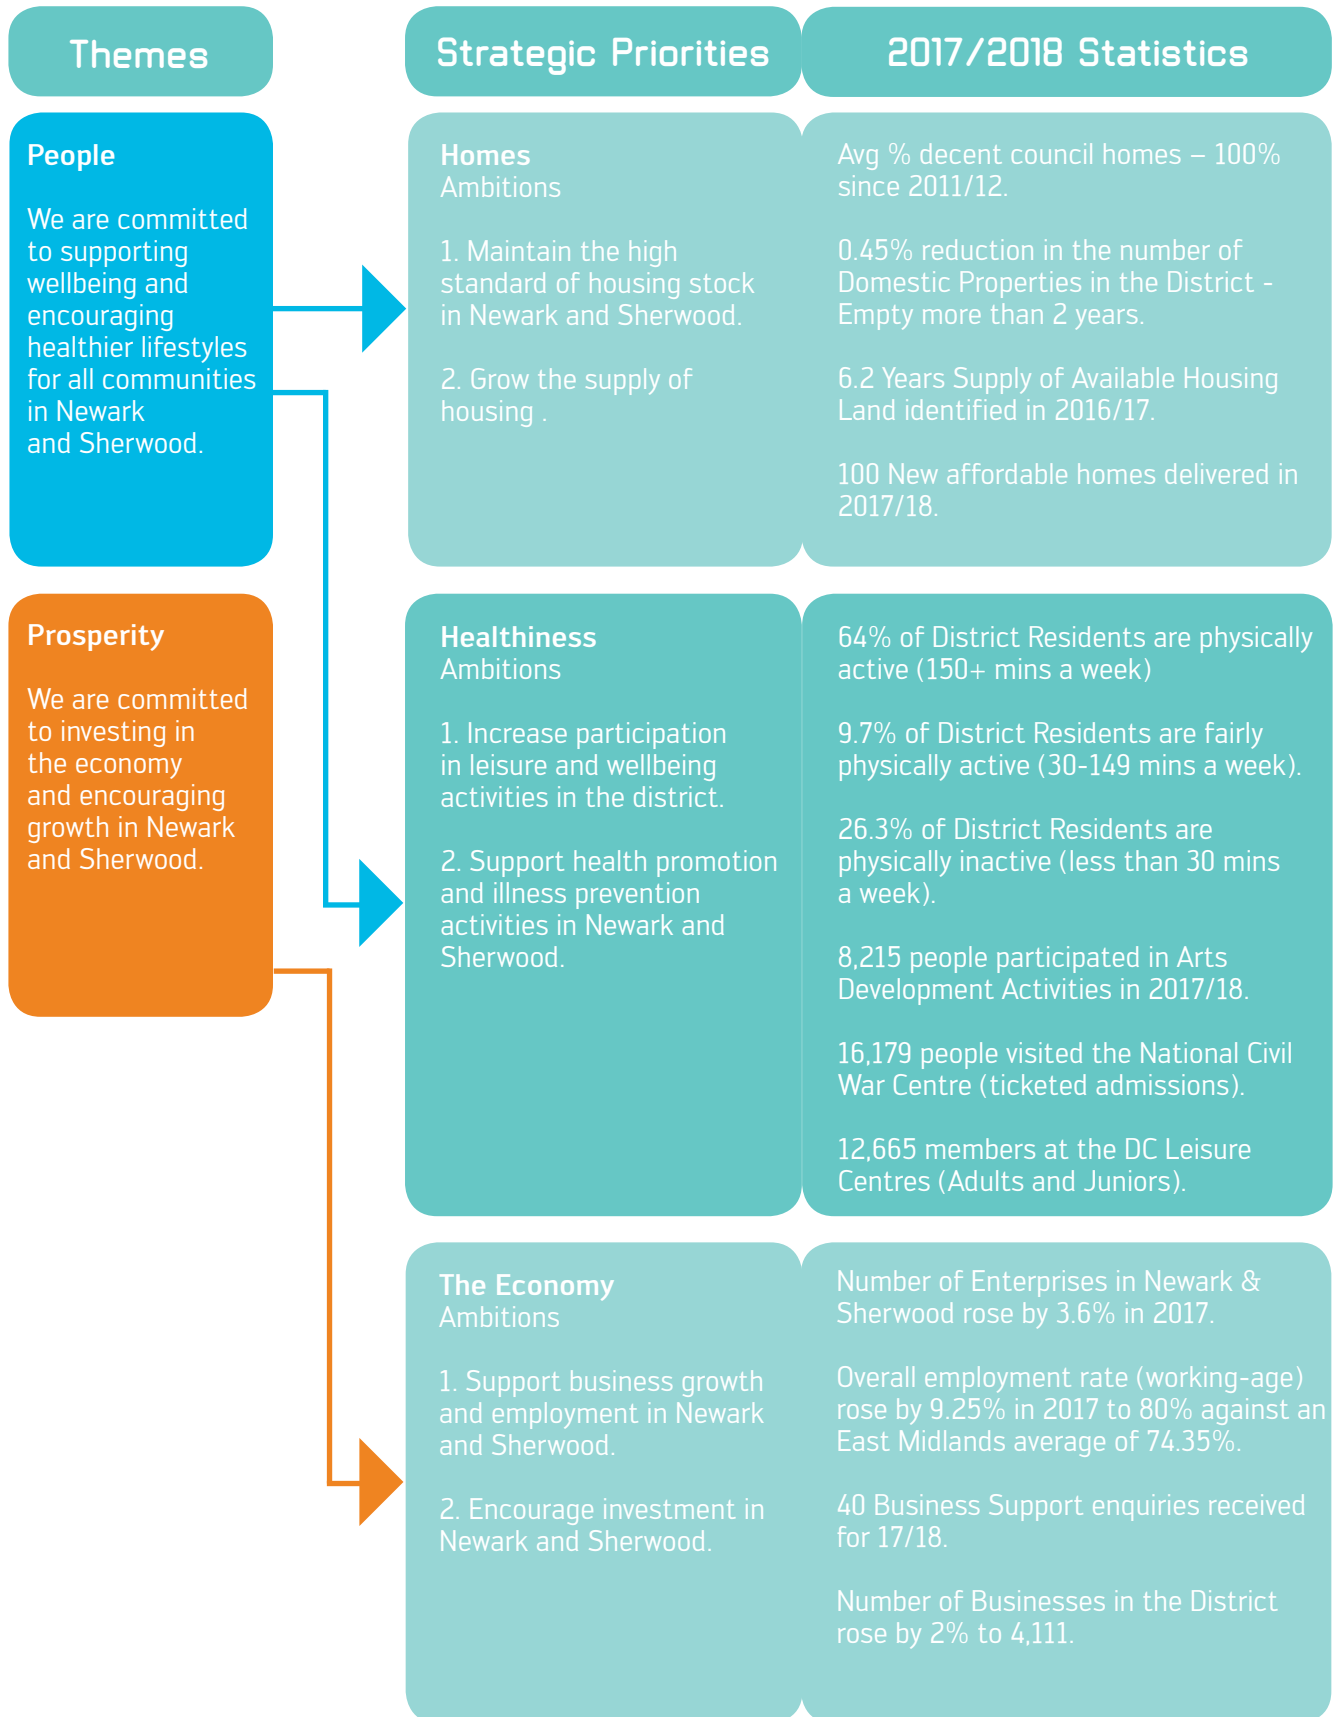 Themes
Strategic Priorities
2017/2018 Statistics
People
We are committed
to supporting
wellbeing and
encouraging
healthier lifestyles
for all communities
in Newark
and Sherwood.
Homes
Ambitions
1. Maintain the high
standard of housing stock
in Newark and Sherwood.
2. Grow the supply of
housing .
Avg % decent council homes – 100%
since 2011/12.
0.45% reduction in the number of
Domestic Properties in the District -
Empty more than 2 years.
6.2 Years Supply of Available Housing
Land identified in 2016/17.
100 New affordable homes delivered in
2017/18.
Prosperity
We are committed
to investing in
the economy
and encouraging
growth in Newark
and Sherwood.
Healthiness
Ambitions
1. Increase participation
in leisure and wellbeing
activities in the district.
2. Support health promotion
and illness prevention
activities in Newark and
Sherwood.
64% of District Residents are physically
active (150+ mins a week)
9.7% of District Residents are fairly
physically active (30-149 mins a week).
26.3% of District Residents are
physically inactive (less than 30 mins
a week).
8,215 people participated in Arts
Development Activities in 2017/18.
16,179 people visited the National Civil
War Centre (ticketed admissions).
12,665 members at the DC Leisure
Centres (Adults and Juniors).
The Economy
Ambitions
1. Support business growth
and employment in Newark
and Sherwood.
2. Encourage investment in
Newark and Sherwood.
Number of Enterprises in Newark &
Sherwood rose by 3.6% in 2017.
Overall employment rate (working-age)
rose by 9.25% in 2017 to 80% against an
East Midlands average of 74.35%.
40 Business Support enquiries received
for 17/18.
Number of Businesses in the District
rose by 2% to 4,111.